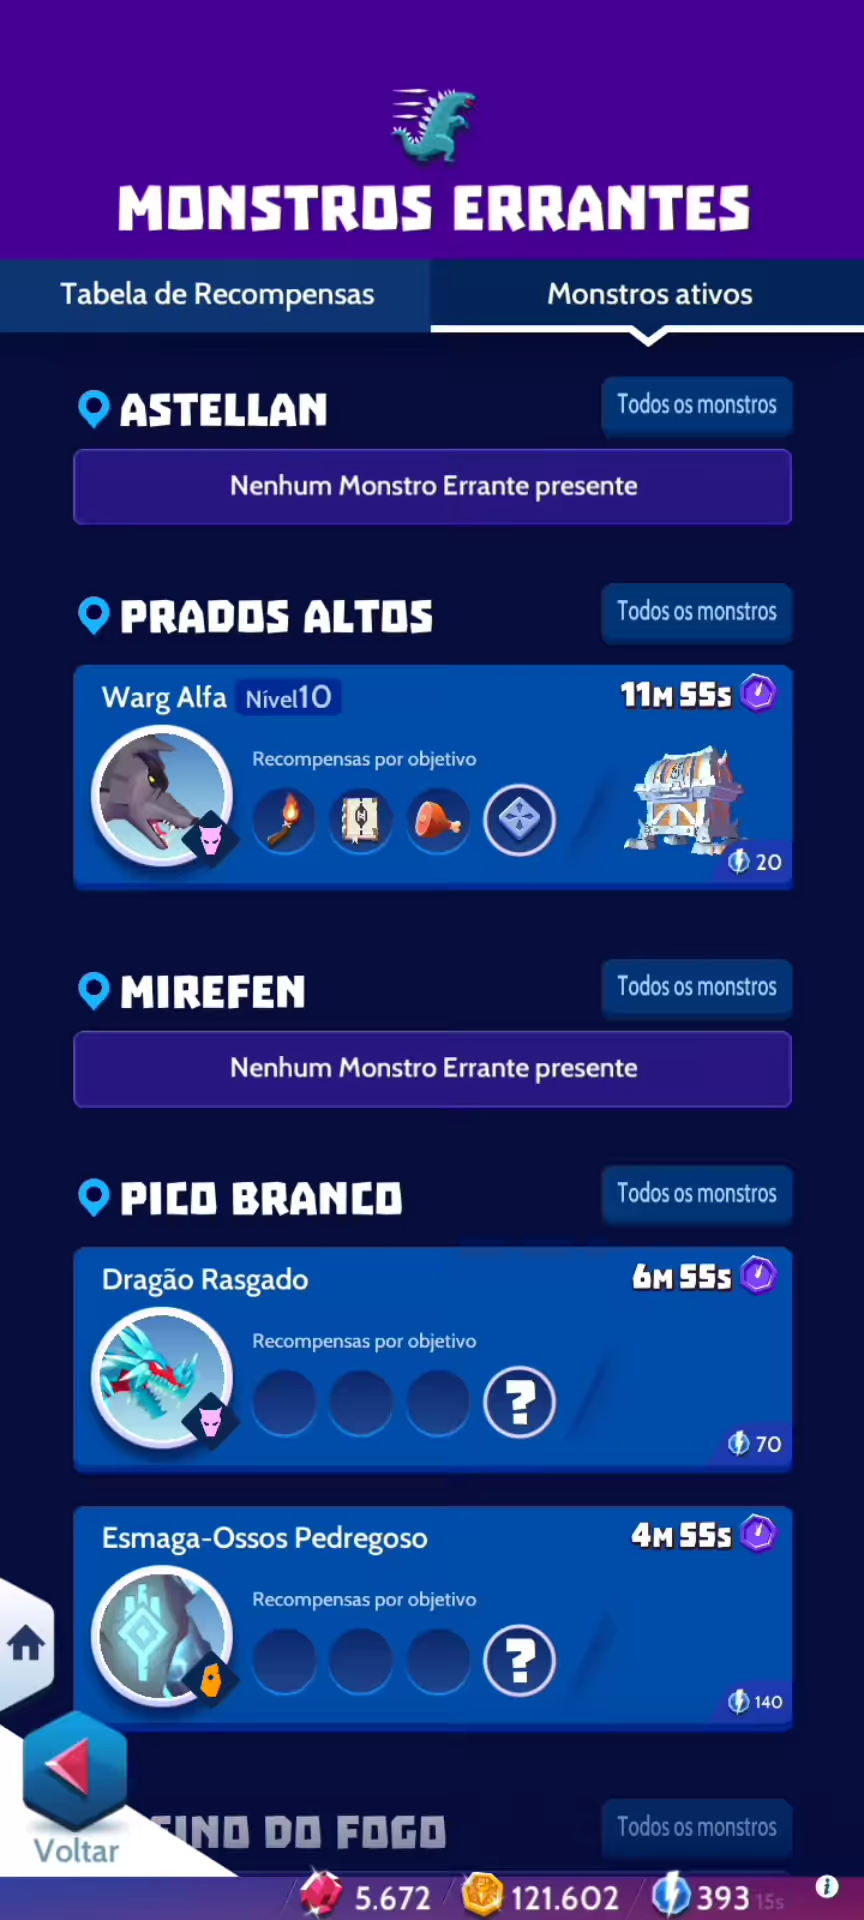 MONSTROS ERRANTES
Tabela de Recompensas
Monstros ativos
ASTELLAN
Todos os monstros
Nenhum Monstro Errante presente
PRADOS ALTOS
Todos os monstros
Warg Alfa Nível10
11M 55s
Recompensas por objetivo
20
MIREFEN
Todos os monstros
Nenhum Monstro Errante presente
PICO BRANCO
Todos os monstros
Dragão Rasgado
6M 55s
Recompensas por objetivo
?
70
Esmaga-Ossos Pedregoso
4M 55s
Recompensas por objetivo
?
140
DO FOGO
Todos os monstros
Voltar
5.672
121.602
393 15s
i